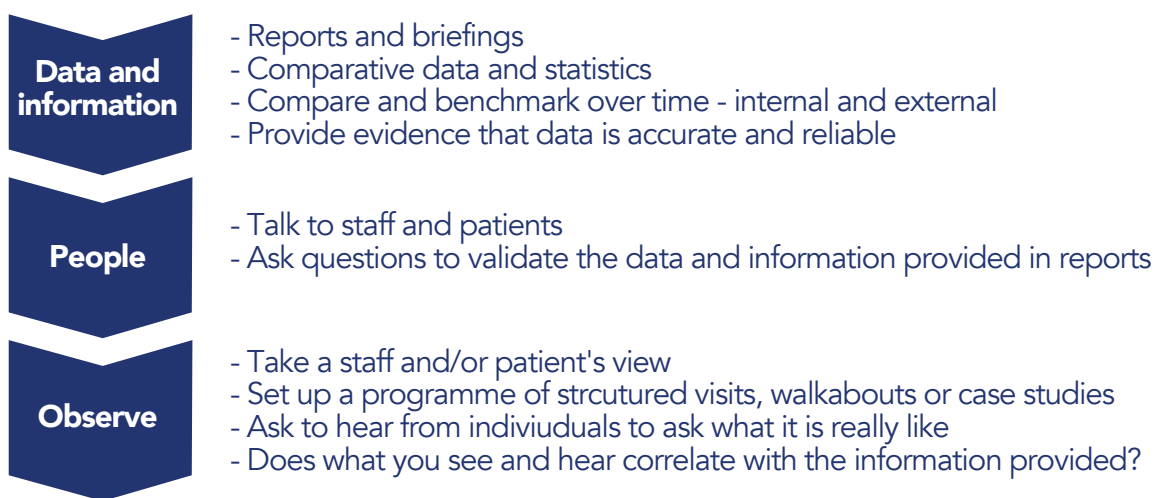 Data and
information
- Reports and briefings
- Comparative data and statistics
- Compare and benchmark over time - internal and external
- Provide evidence that data is accurate and reliable
People
- Talk to staff and patients
- Ask questions to validate the data and information provided in reports
Observe
- Take a staff and/or patient's view
- Set up a programme of strcutured visits, walkabouts or case studies
- Ask to hear from indiviuduals to ask what it is really like
- Does what you see and hear correlate with the information provided?